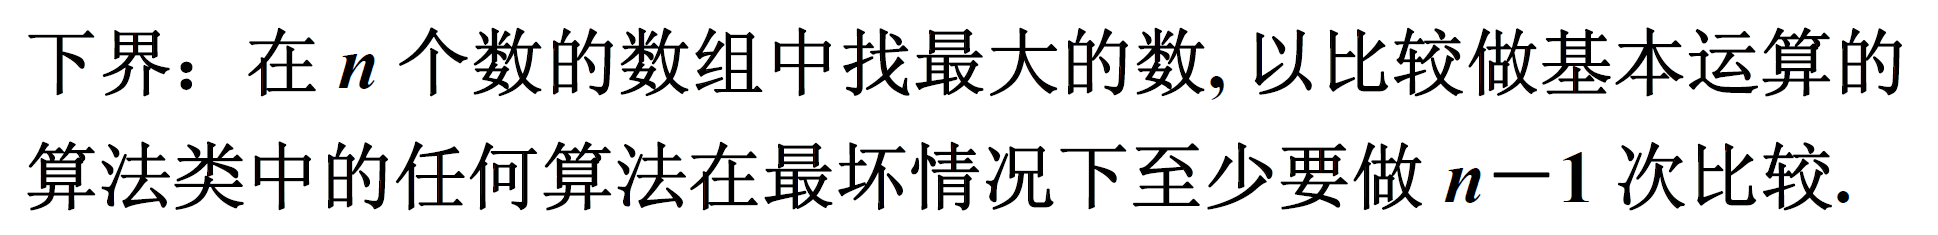 下界：在 n 个数的数组中找最大的数, 以比较做基本运算的
算法类中的任何算法在最坏情况下至少要做 n－1 次比较.